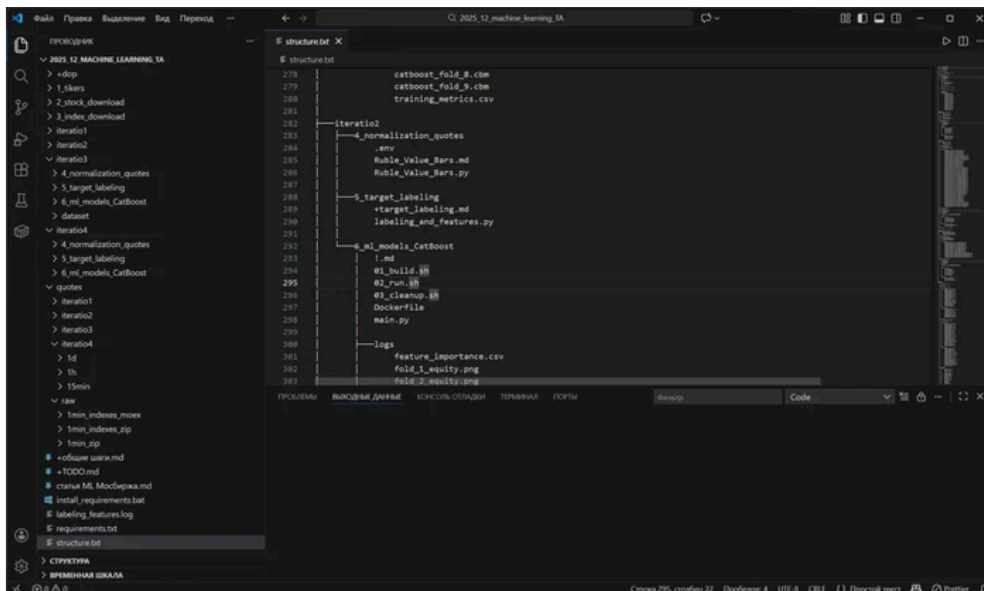 Файл Правка Выделение Вид Переход ···
2025_12_machine_learning_TA
ПРОВОДНИК ···
2025_12_MACHINE_LEARNING_TA
+dop
1_tikers
2_stock_download
3_index_download
iteratio1
iteratio2
iteratio3
4_normalization_quotes
5_target_labeling
6_ml_models_CatBoost
dataset
iteratio4
4_normalization_quotes
5_target_labeling
6_ml_models_CatBoost
quotes
iteratio1
iteratio2
iteratio3
iteratio4
1d
1h
15min
raw
1min_indexes_moex
1min_indexes_zip
1min_zip
+общие шаги.md
+TODO.md
статья ML Мосбиржа.md
install_requirements.bat
labeling_features.log
requirements.txt
structure.txt
СТРУКТУРА
ВРЕМЕННАЯ ШКАЛА
structure.txt
structure.txt
278 catboost_fold_8.cbm
279 catboost_fold_9.cbm
280 training_metrics.csv
281
282 iteratio2
283 4_normalization_quotes
284 .env
285 Ruble_Value_Bars.md
286 Ruble_Value_Bars.py
287
288 5_target_labeling
289 +target_labeling.md
290 labeling_and_features.py
291
292 6_ml_models_CatBoost
293 !.md
294 01_build.sh
295 02_run.sh
296 03_cleanup.sh
297 Dockerfile
298 main.py
299
300 logs
301 feature_importance.csv
302 fold_1_equity.png
303 fold_2_equity.png
ПРОБЛЕМЫ ВЫХОДНЫЕ ДАННЫЕ КОНСОЛЬ ОТЛАДКИ ТЕРМИНАЛ ПОРТЫ Фильтр Code
0 0 Строка 295, столбец 22 Пробелов: 4 UTF-8 CRLF Простой текст Prettier